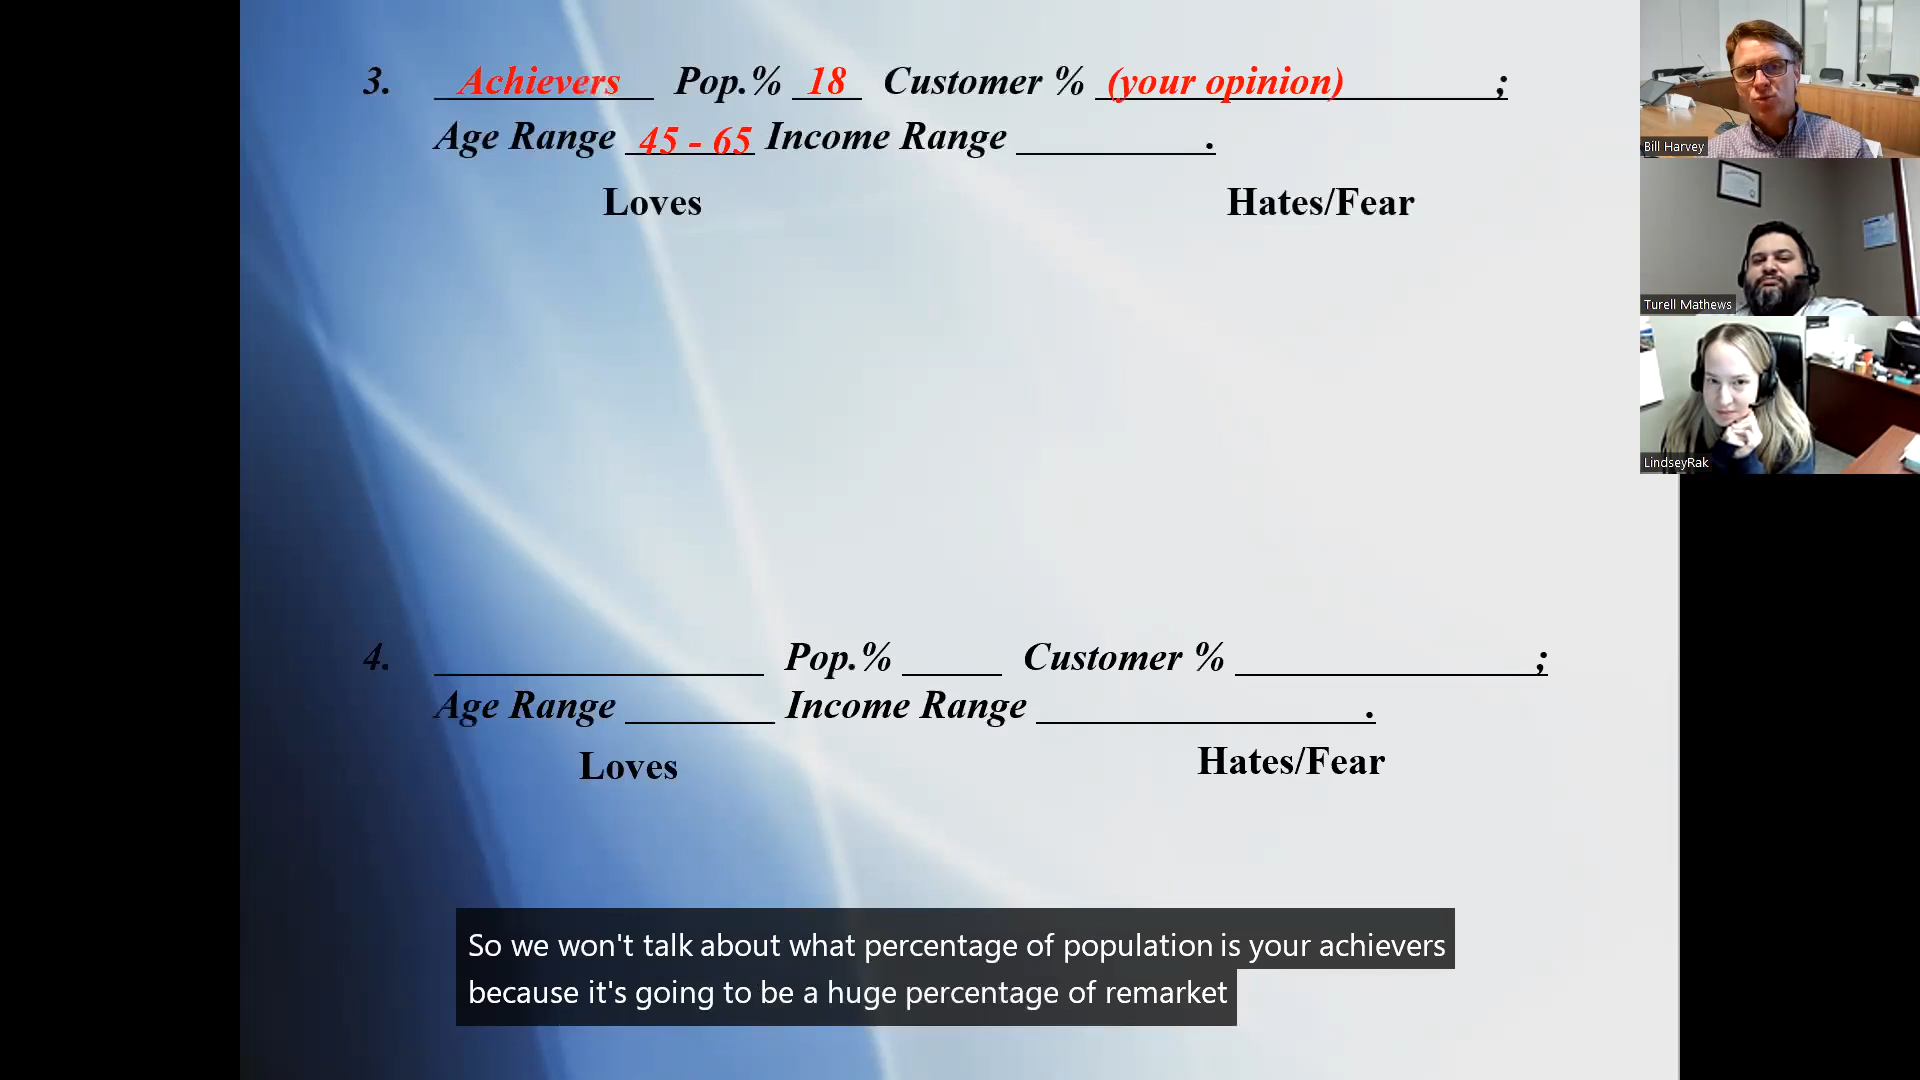 3. Achievers Pop.% 18 Customer % (your opinion) ;
Age Range 45 - 65 Income Range .
Loves Hates/Fear
4. Pop.% Customer % ;
Age Range Income Range .
Loves Hates/Fear
So we won't talk about what percentage of population is your achievers
because it's going to be a huge percentage of remarket
Bill Harvey
Turell Mathews
LindseyRak